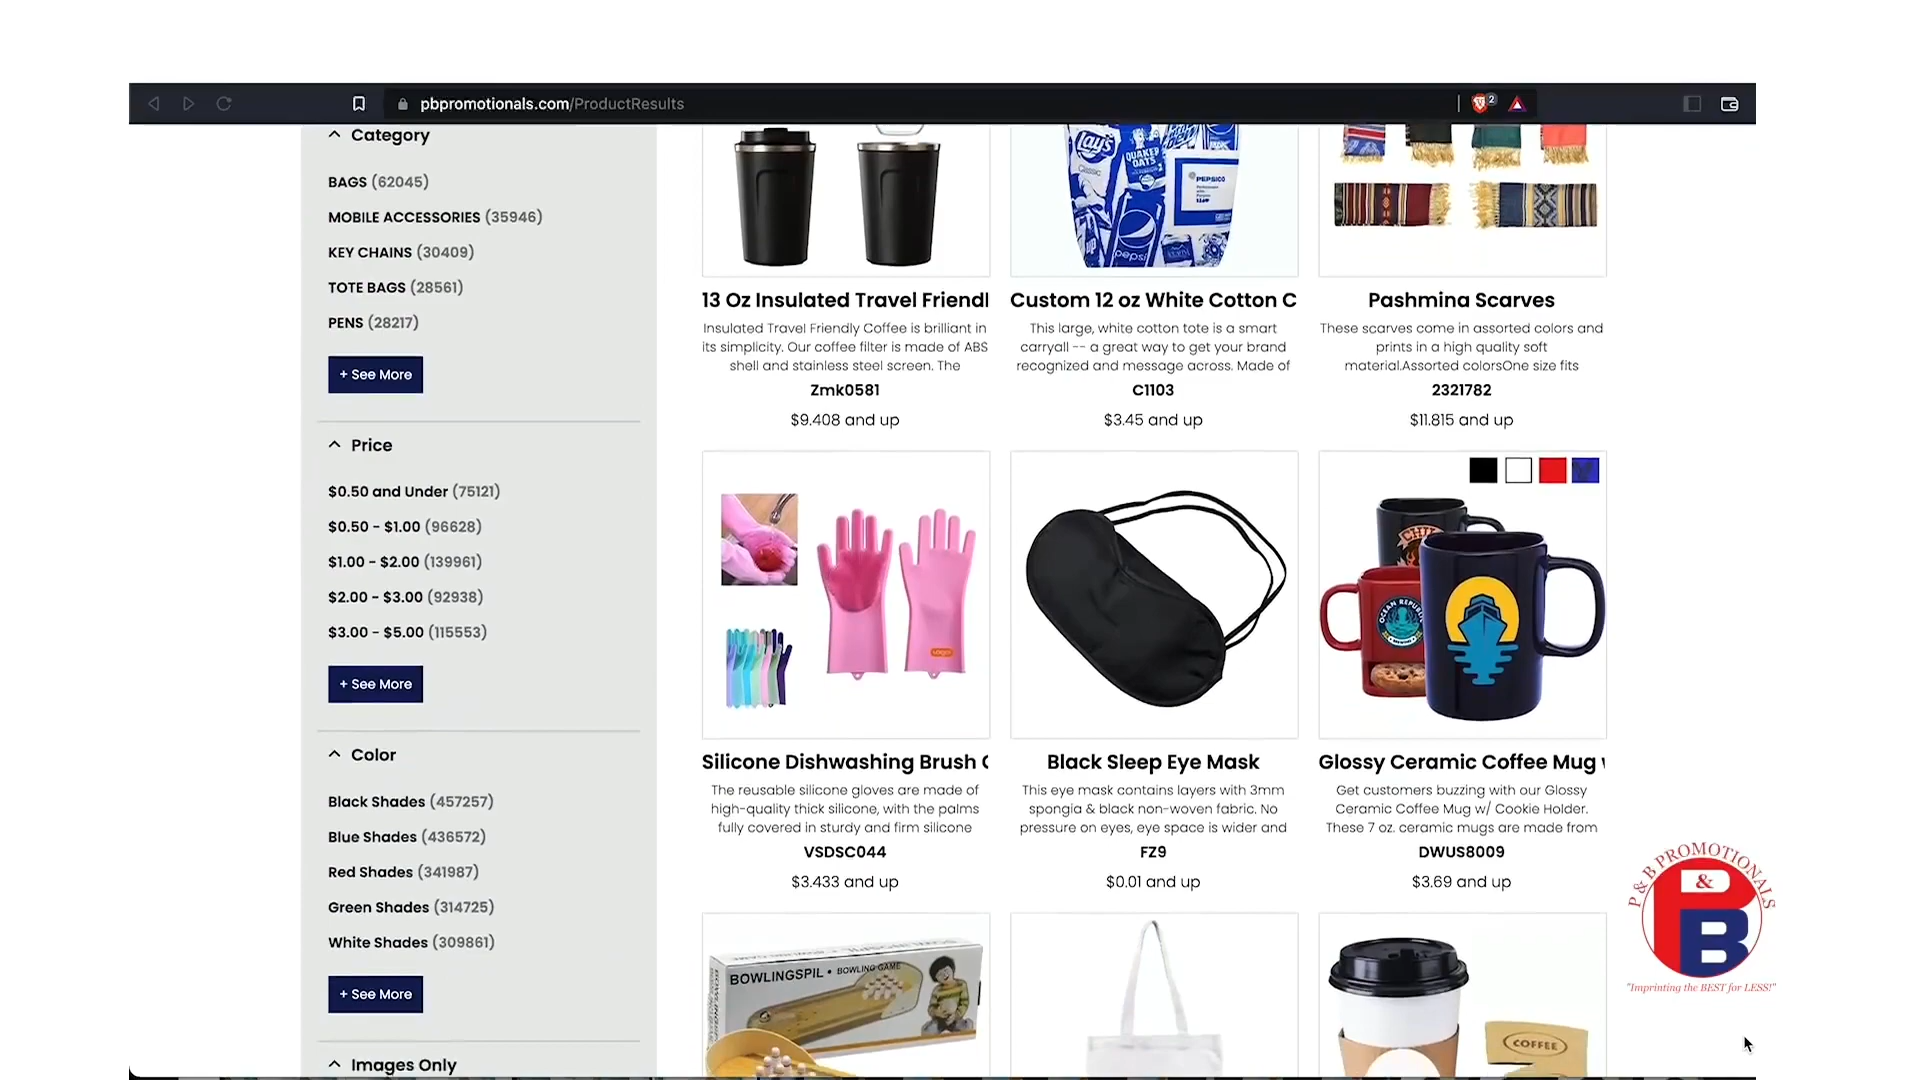 pbpromotionals.com/ProductResults
2
Category
BAGS (62045)
MOBILE ACCESSORIES (35946)
KEY CHAINS (30409)
TOTE BAGS (28561)
PENS (28217)
+ See More
Price
$0.50 and Under (75121)
$0.50 - $1.00 (96628)
$1.00 - $2.00 (139961)
$2.00 - $3.00 (92938)
$3.00 - $5.00 (115553)
+ See More
Color
Black Shades (457257)
Blue Shades (436572)
Red Shades (341987)
Green Shades (314725)
White Shades (309861)
+ See More
Images Only
13 Oz Insulated Travel Friendl
Insulated Travel Friendly Coffee is brilliant in
its simplicity. Our coffee filter is made of ABS
shell and stainless steel screen. The
Zmk0581
$9.408 and up
Lay's
Classic
QUAKER
OATS
PEPSICO
pepsi
Custom 12 oz White Cotton C
This large, white cotton tote is a smart
carryall -- a great way to get your brand
recognized and message across. Made of
C1103
$3.45 and up
Pashmina Scarves
These scarves come in assorted colors and
prints in a high quality soft
material.Assorted colorsOne size fits
2321782
$11.815 and up
Silicone Dishwashing Brush
The reusable silicone gloves are made of
high-quality thick silicone, with the palms
fully covered in sturdy and firm silicone
VSDSC044
$3.433 and up
Black Sleep Eye Mask
This eye mask contains layers with 3mm
spongia & black non-woven fabric. No
pressure on eyes, eye space is wider and
FZ9
$0.01 and up
OCEAN REPUBLIC
Glossy Ceramic Coffee Mug
Get customers buzzing with our Glossy
Ceramic Coffee Mug w/ Cookie Holder.
These 7 oz. ceramic mugs are made from
DWUS8009
$3.69 and up
BOWLINGSPIL • BOWLING GAME
COFFEE
P & B PROMOTIONALS
P & B
"Imprinting the BEST for LESS!"